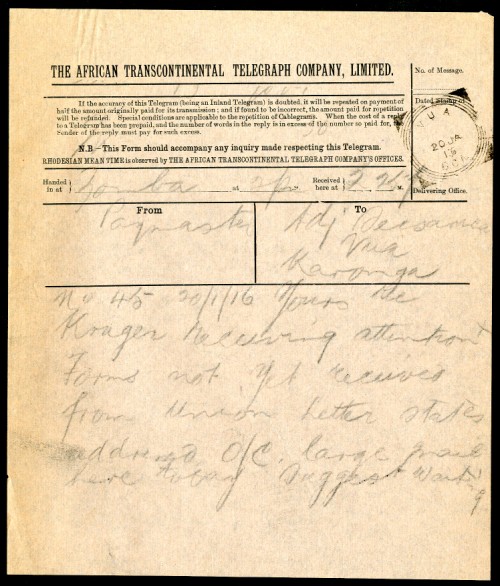 THE AFRICAN TRANSCONTINENTAL TELEGRAPH COMPANY, LIMITED.
No. of Message.
If the accuracy of this Telegram (being an Inland Telegram) is doubted, it will be repeated on payment of
half the amount originally paid for its transmission; and if found to be incorrect, the amount paid for repetition
will be refunded. Special conditions are applicable to the repetition of Cablegrams. When the cost of a reply
to a Telegram has been prepaid, and the number of words in the reply is in excess of the number so paid for, the
Sender of the reply must pay for such excess.
Dated Stamp of
U A
20 JA
16
N.B.—This Form should accompany any inquiry made respecting this Telegram.
RHODESIAN MEAN TIME is observed by THE AFRICAN TRANSCONTINENTAL TELEGRAPH COMPANY'S OFFICES.
Handed in at Zomba at 2p Received here at M.
Delivering Office.
From To
Paymaster Adj
Via
Karonga
No 45 20/1/16 Yours Re
Kruger Receiving attention
Forms not yet received
from Union Letter states
address O/C large mail
here today Suggest Waiting